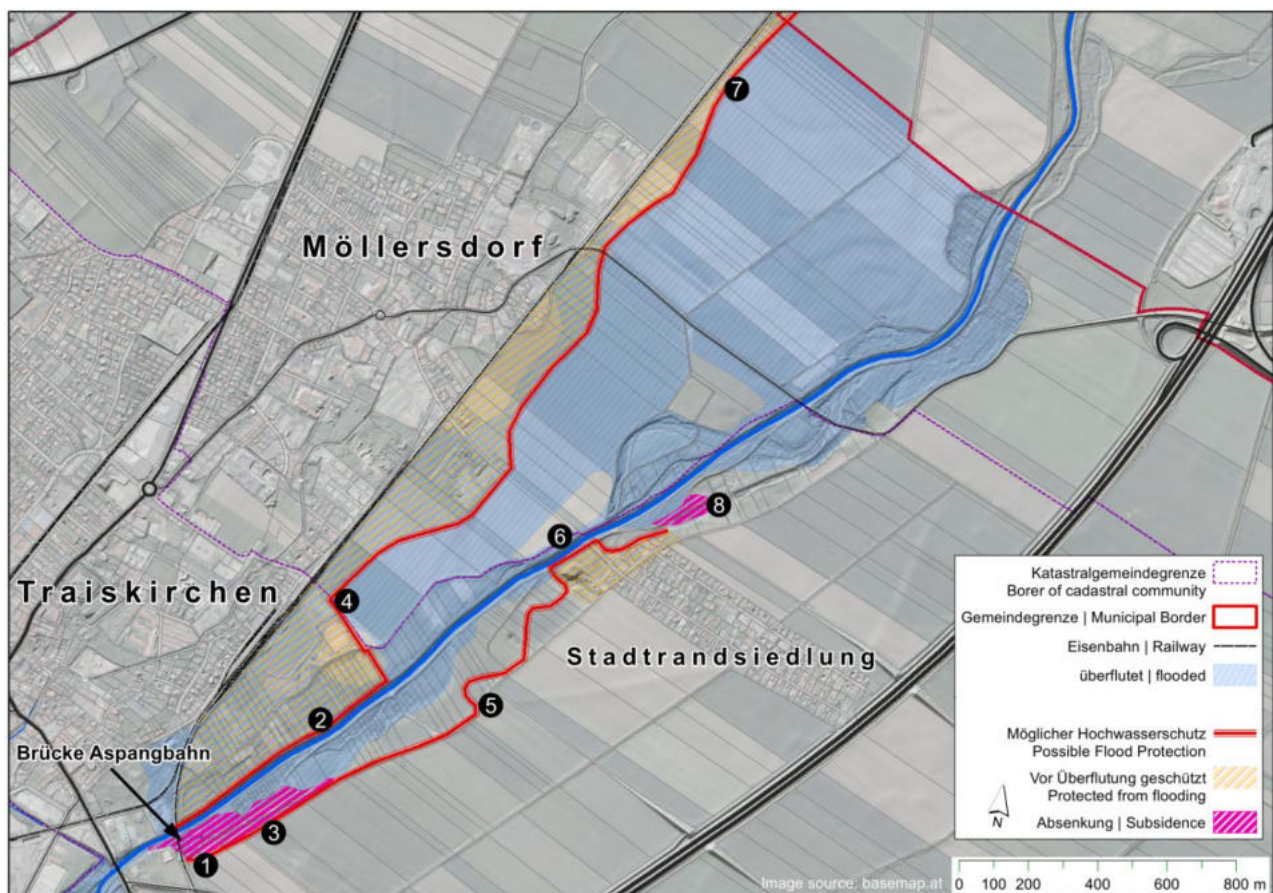 7
Möllersdorf
8
6
4
Traiskirchen
Stadtrandsiedlung
5
2
Brücke Aspangbahn
3
1
Katastralgemeindegrenze
Borer of cadastral community
Gemeindegrenze | Municipal Border
Eisenbahn | Railway
überflutet | flooded
Möglicher Hochwasserschutz
Possible Flood Protection
Vor Überflutung geschützt
Protected from flooding
N
Absenkung | Subsidence
Image source: basemap.at
0 100 200 400 600 800 m